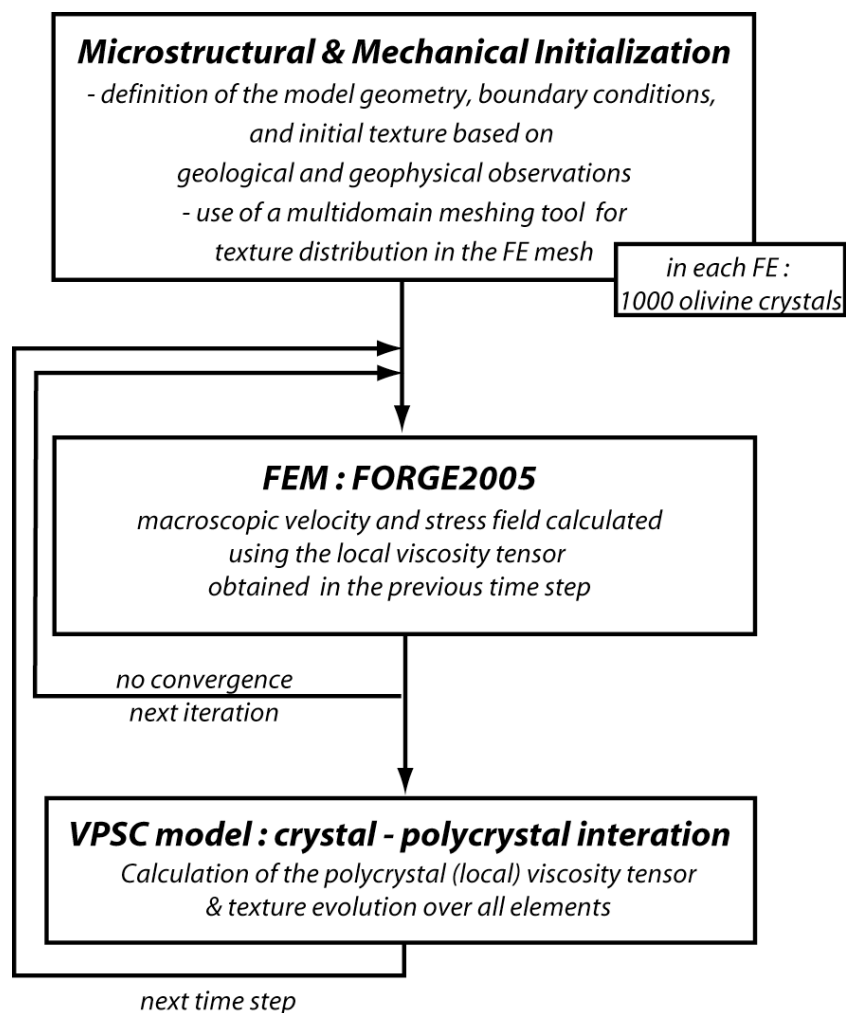 Microstructural & Mechanical Initialization
- definition of the model geometry, boundary conditions,
and initial texture based on
geological and geophysical observations
- use of a multidomain meshing tool for
texture distribution in the FE mesh
in each FE :
1000 olivine crystals
FEM : FORGE2005
macroscopic velocity and stress field calculated
using the local viscosity tensor
obtained in the previous time step
no convergence
next iteration
VPSC model : crystal - polycrystal interation
Calculation of the polycrystal (local) viscosity tensor
& texture evolution over all elements
next time step